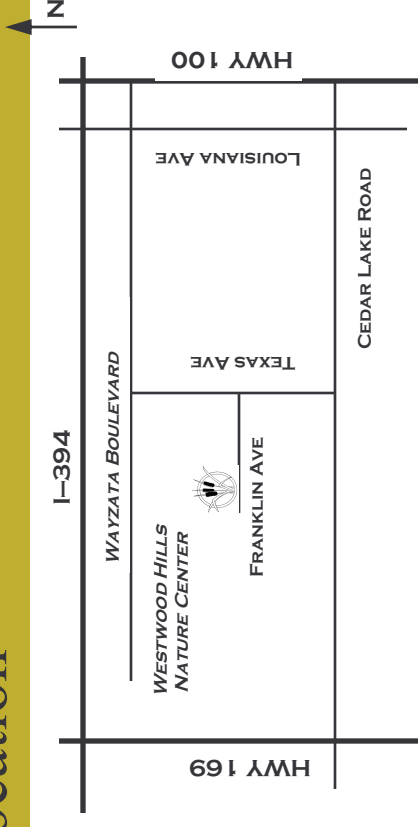 N
HWY 100
LOUISIANA AVE
CEDAR LAKE ROAD
TEXAS AVE
WAYZATA BOULEVARD
I–394
FRANKLIN AVE
WESTWOOD HILLS
NATURE CENTER
HWY 169